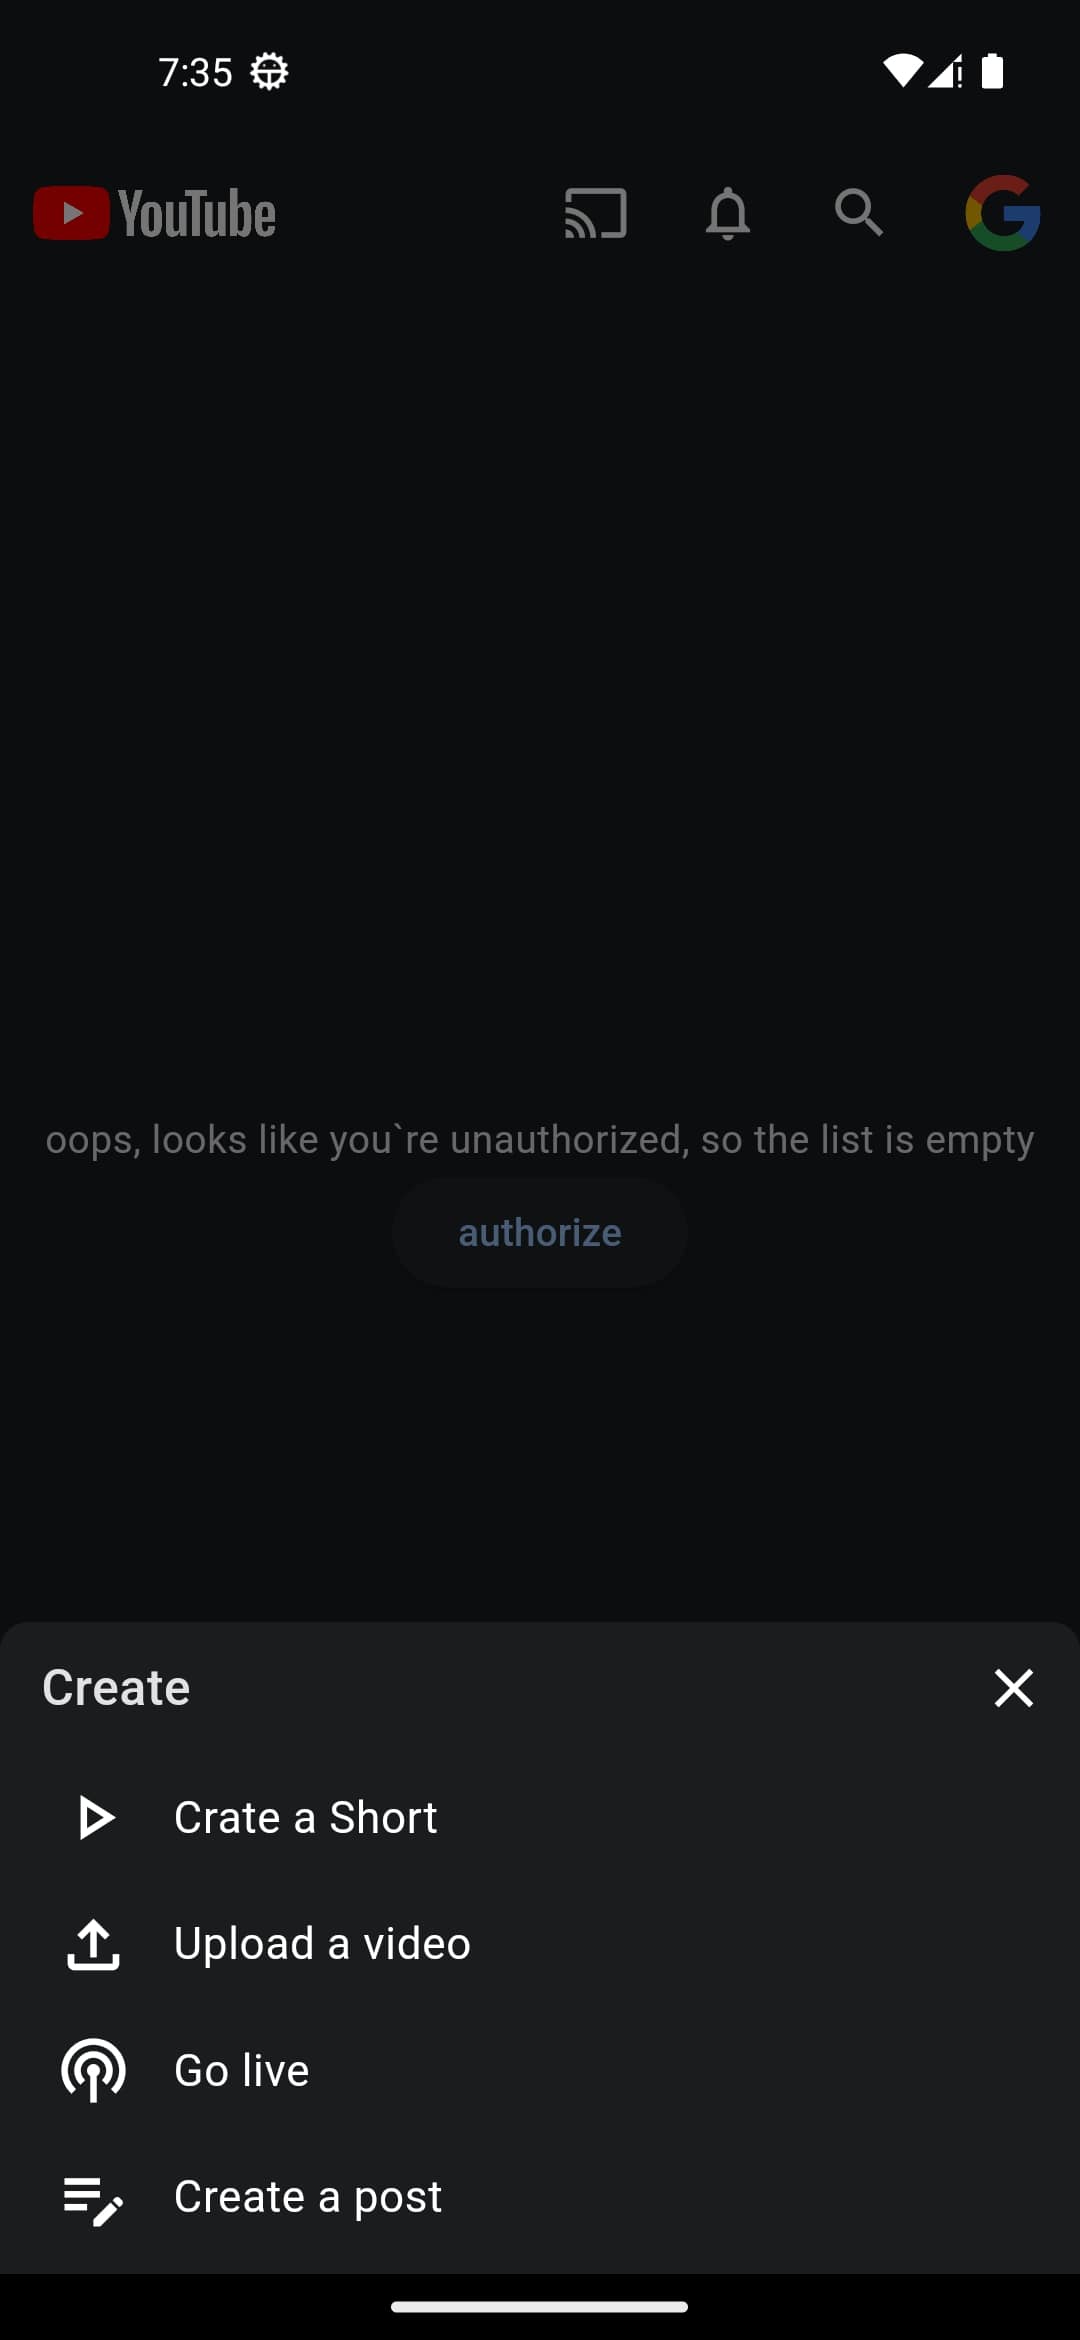 7:35
YouTube
oops, looks like you`re unauthorized, so the list is empty
authorize
Create
Crate a Short
Upload a video
Go live
Create a post